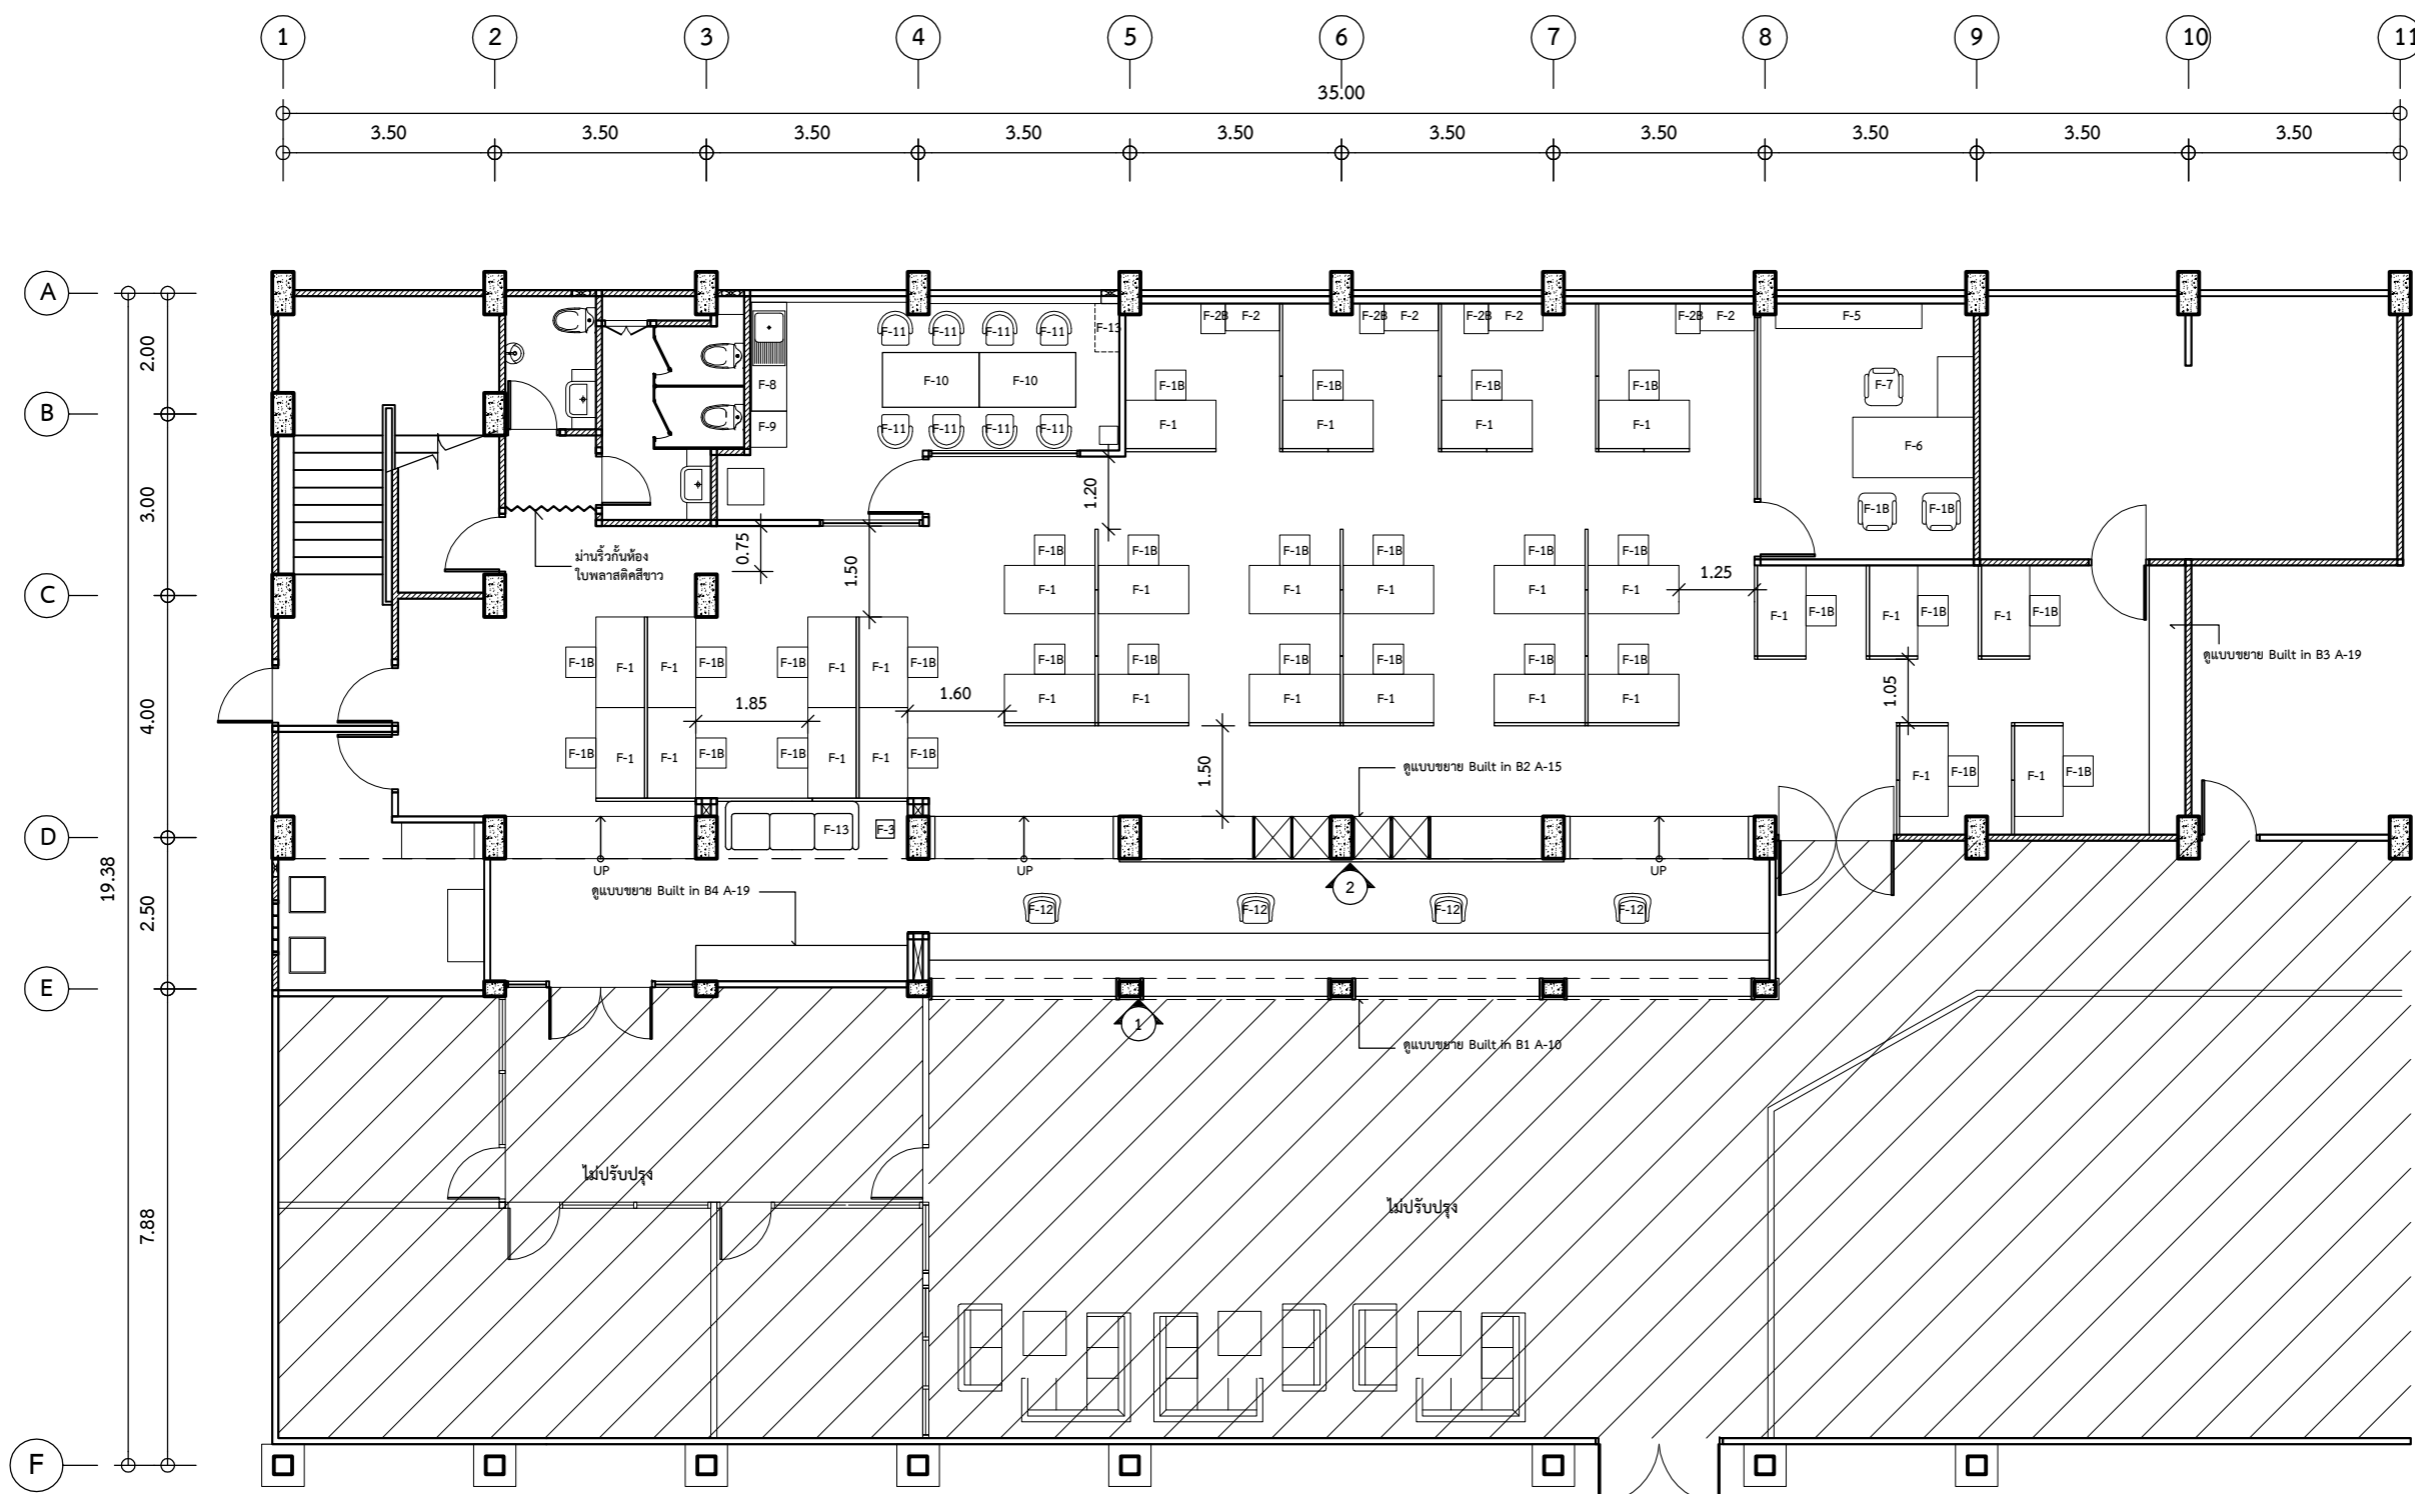 1 2 3 4 5 6 7 8 9 10 11
35.00
3.50 3.50 3.50 3.50 3.50 3.50 3.50 3.50 3.50 3.50
A
F-2B F-2 F-2B F-2 F-2B F-2 F-2B F-2 F-5
F-11 F-11 F-11 F-11 F-13
2.00
F-8 F-10 F-10 F-1B F-1B F-1B F-1B F-7
B
F-9 F-11 F-11 F-11 F-11 F-1 F-1 F-1 F-1 F-6
3.00 1.20 F-1B F-1B
0.75 F-1B F-1B F-1B F-1B F-1B F-1B
ม่านริ้วกั้นห้อง
ใบพลาสติคสีขาว
1.50 1.25
C
F-1 F-1 F-1 F-1 F-1 F-1
F-1 F-1B F-1 F-1B F-1 F-1B
F-1B F-1 F-1 F-1B F-1B F-1 F-1 F-1B F-1B F-1B F-1B F-1B F-1B F-1B
ดูแบบขยาย Built in B3 A-19
4.00 1.85 1.60 F-1 F-1 F-1 F-1 F-1 F-1 1.05
F-1B F-1 F-1 F-1B F-1B F-1 F-1 F-1B
1.50 ดูแบบขยาย Built in B2 A-15 F-1 F-1B F-1 F-1B
D
F-13 F-3
UP UP UP
19.38
ดูแบบขยาย Built in B4 A-19 2
2.50 F-12 F-12 F-12 F-12
E
1
ดูแบบขยาย Built in B1 A-10
ไม่ปรับปรุง
ไม่ปรับปรุง
7.88
F